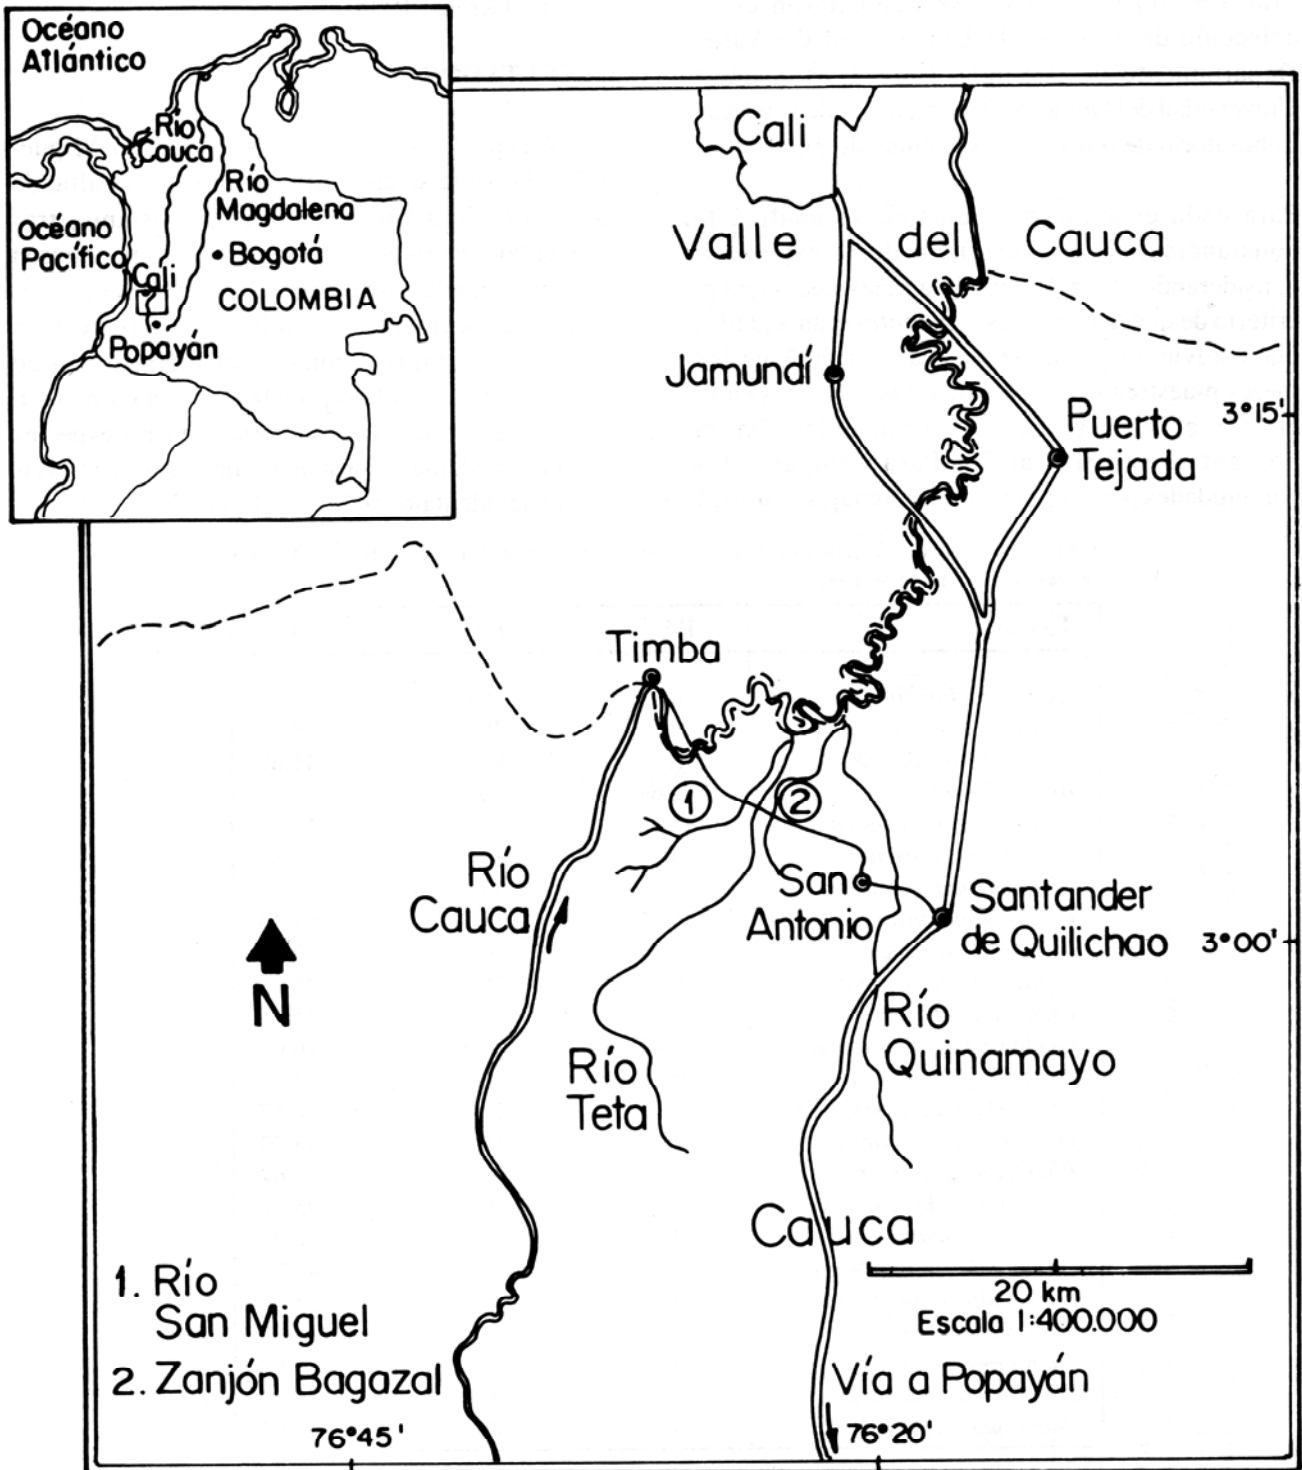 Océano
Atlántico
Río
Cauca
Río
Magdalena
Océano
Pacífico
Bogotá
Cali
COLOMBIA
Popayán
Cali
Valle del Cauca
Jamundí
Puerto
Tejada
3°15'
Timba
1
2
Río
Cauca
San
Antonio
Santander
de Quilichao
3°00'
N
Río
Quinamayo
Río
Teta
Cauca
20 km
Escala 1:400.000
1. Río
San Miguel
2. Zanjón Bagazal
Vía a Popayán
76°45'
76°20'